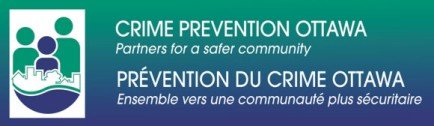 CRIME PREVENTION OTTAWA
Partners for a safer community
PRÉVENTION DU CRIME OTTAWA
Ensemble vers une communauté plus sécuritaire